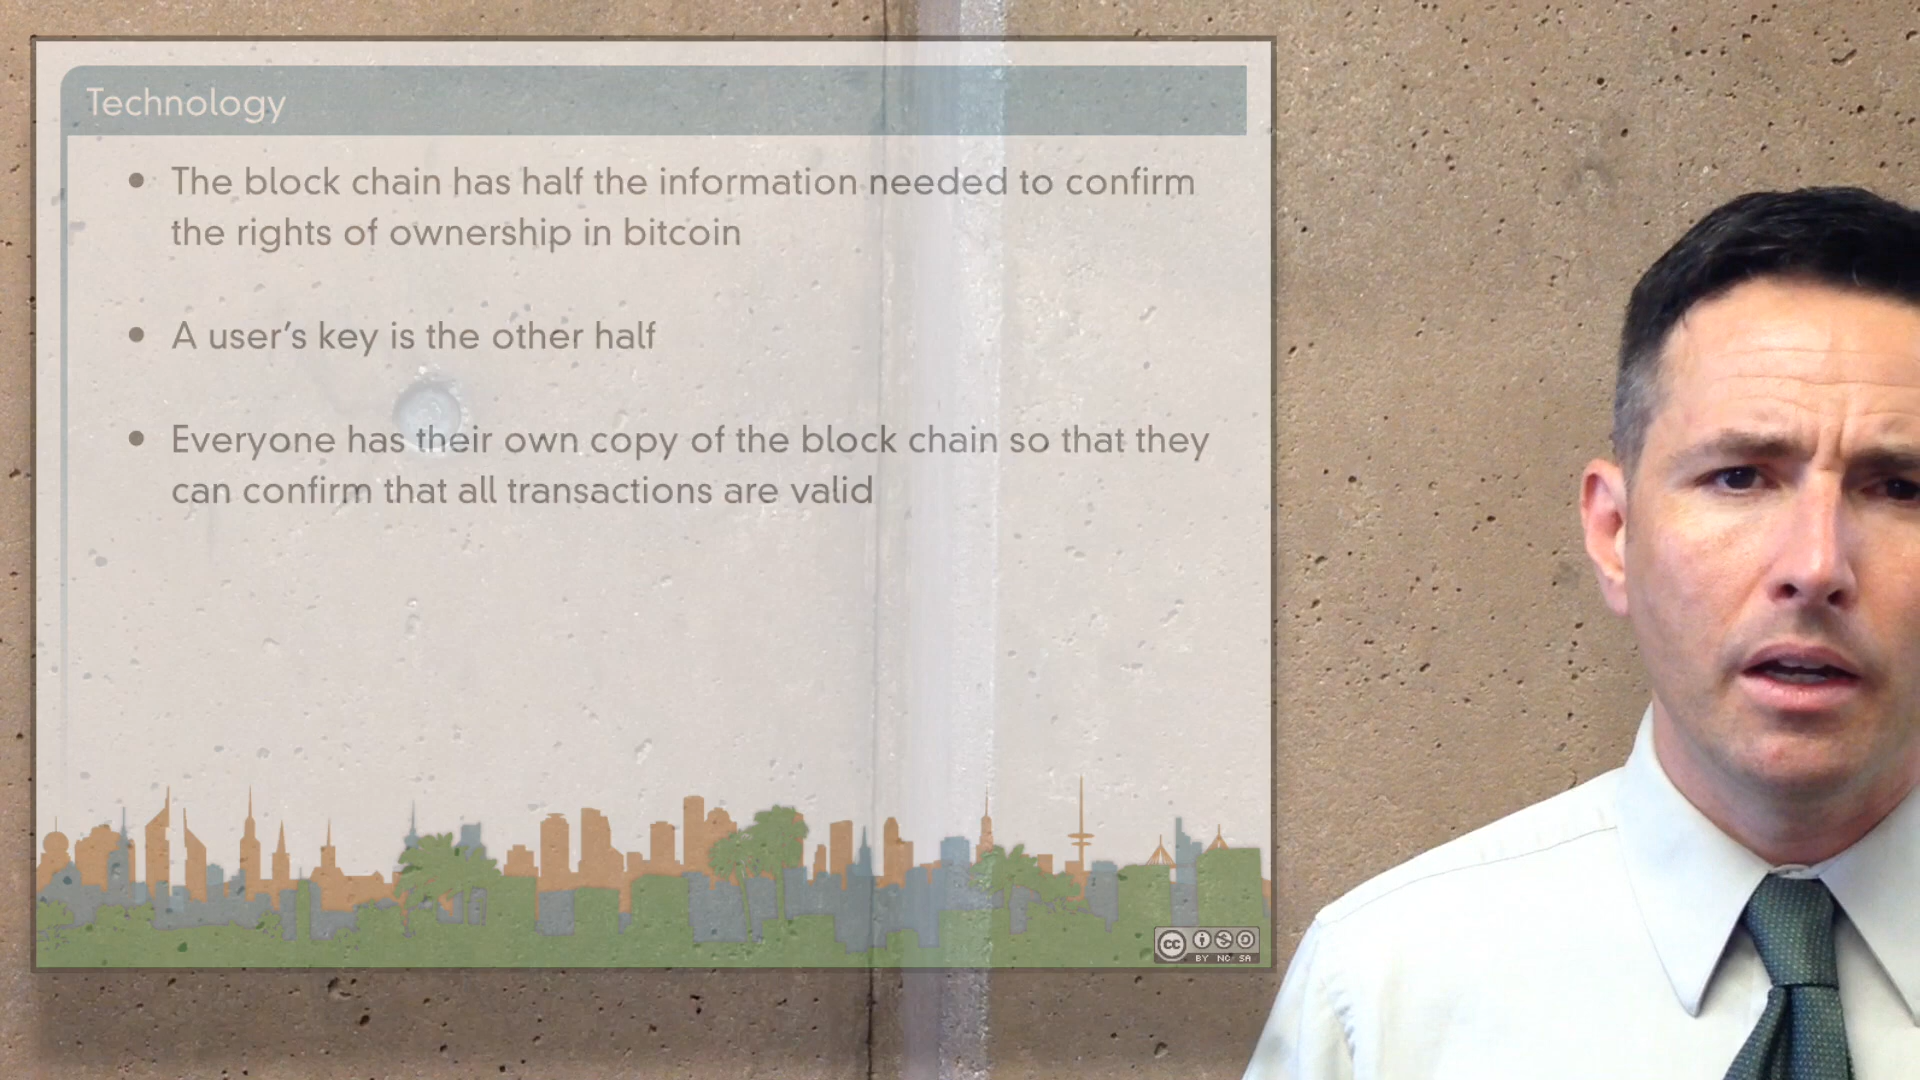 Technology
• The block chain has half the information needed to confirm
the rights of ownership in bitcoin
• A user’s key is the other half
• Everyone has their own copy of the block chain so that they
can confirm that all transactions are valid
cc
BY NC SA